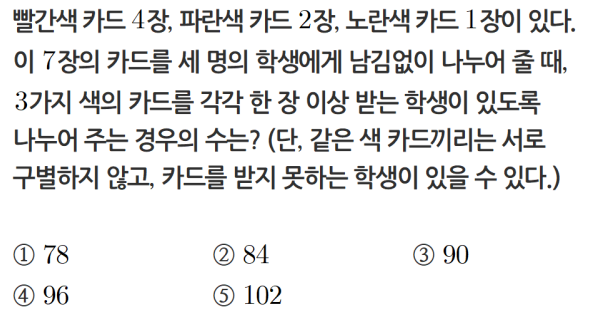 빨간색 카드 4장, 파란색 카드 2장, 노란색 카드 1장이 있다.
이 7장의 카드를 세 명의 학생에게 남김없이 나누어 줄 때,
3가지 색의 카드를 각각 한 장 이상 받는 학생이 있도록
나누어 주는 경우의 수는? (단, 같은 색 카드끼리는 서로
구별하지 않고, 카드를 받지 못하는 학생이 있을 수 있다.)
① 78 ② 84 ③ 90
④ 96 ⑤ 102